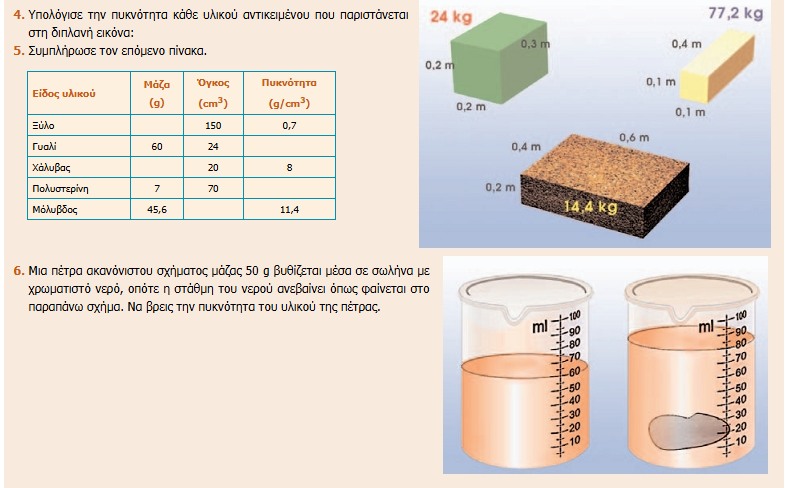 4. Υπολόγισε την πυκνότητα κάθε υλικού αντικειμένου που παριστάνεται
στη διπλανή εικόνα:
5. Συμπλήρωσε τον επόμενο πίνακα.
Είδος υλικού Μάζα (g) Όγκος (cm³) Πυκνότητα (g/cm³)
Ξύλο 150 0,7
Γυαλί 60 24
Χάλυβας 20 8
Πολυστερίνη 7 70
Μόλυβδος 45,6 11,4
24 kg
0,3 m
0,2 m
0,2 m
77,2 kg
0,4 m
0,1 m
0,1 m
0,6 m
0,4 m
0,2 m
14,4 kg
6. Μια πέτρα ακανόνιστου σχήματος μάζας 50 g βυθίζεται μέσα σε σωλήνα με
χρωματιστό νερό, οπότε η στάθμη του νερού ανεβαίνει όπως φαίνεται στο
παραπάνω σχήμα. Να βρεις την πυκνότητα του υλικού της πέτρας.
ml
100
90
80
70
60
50
40
30
20
10
ml
100
90
80
70
60
50
40
30
20
10